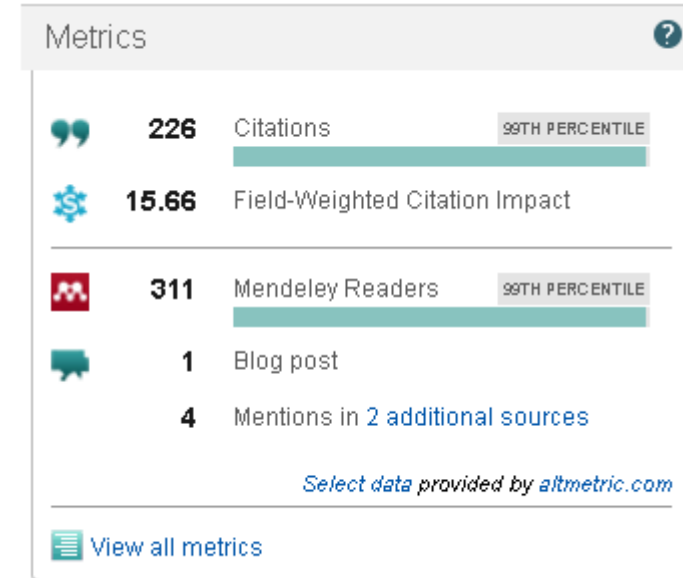 Metrics ?
226 Citations 99TH PERCENTILE
S 15.66 Field-Weighted Citation Impact
311 Mendeley Readers 99TH PERCENTILE
1 Blog post
4 Mentions in 2 additional sources
Select data provided by altmetric.com
View all metrics